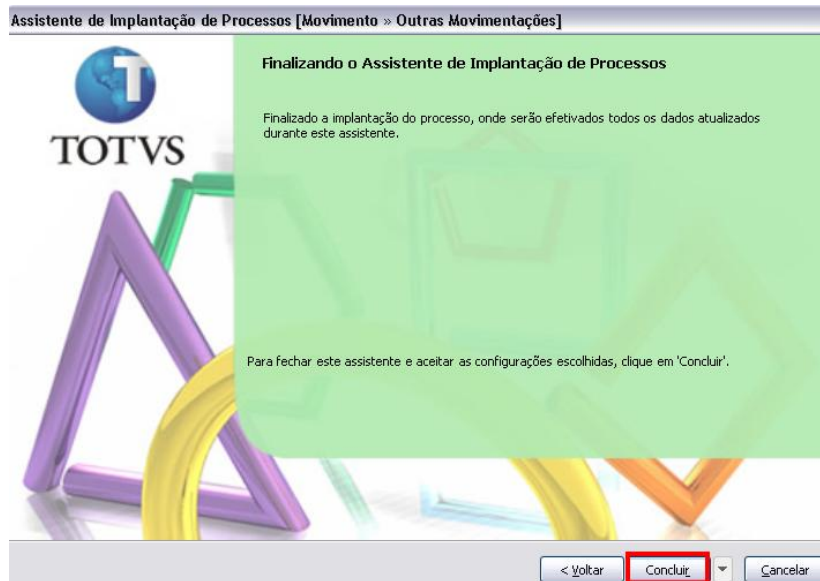 Assistente de Implantação de Processos [Movimento » Outras Movimentações]
TOTVS
Finalizando o Assistente de Implantação de Processos
Finalizado a implantação do processo, onde serão efetivados todos os dados atualizados
durante este assistente.
Para fechar este assistente e aceitar as configurações escolhidas, clique em 'Concluir'.
< Voltar Concluir Cancelar